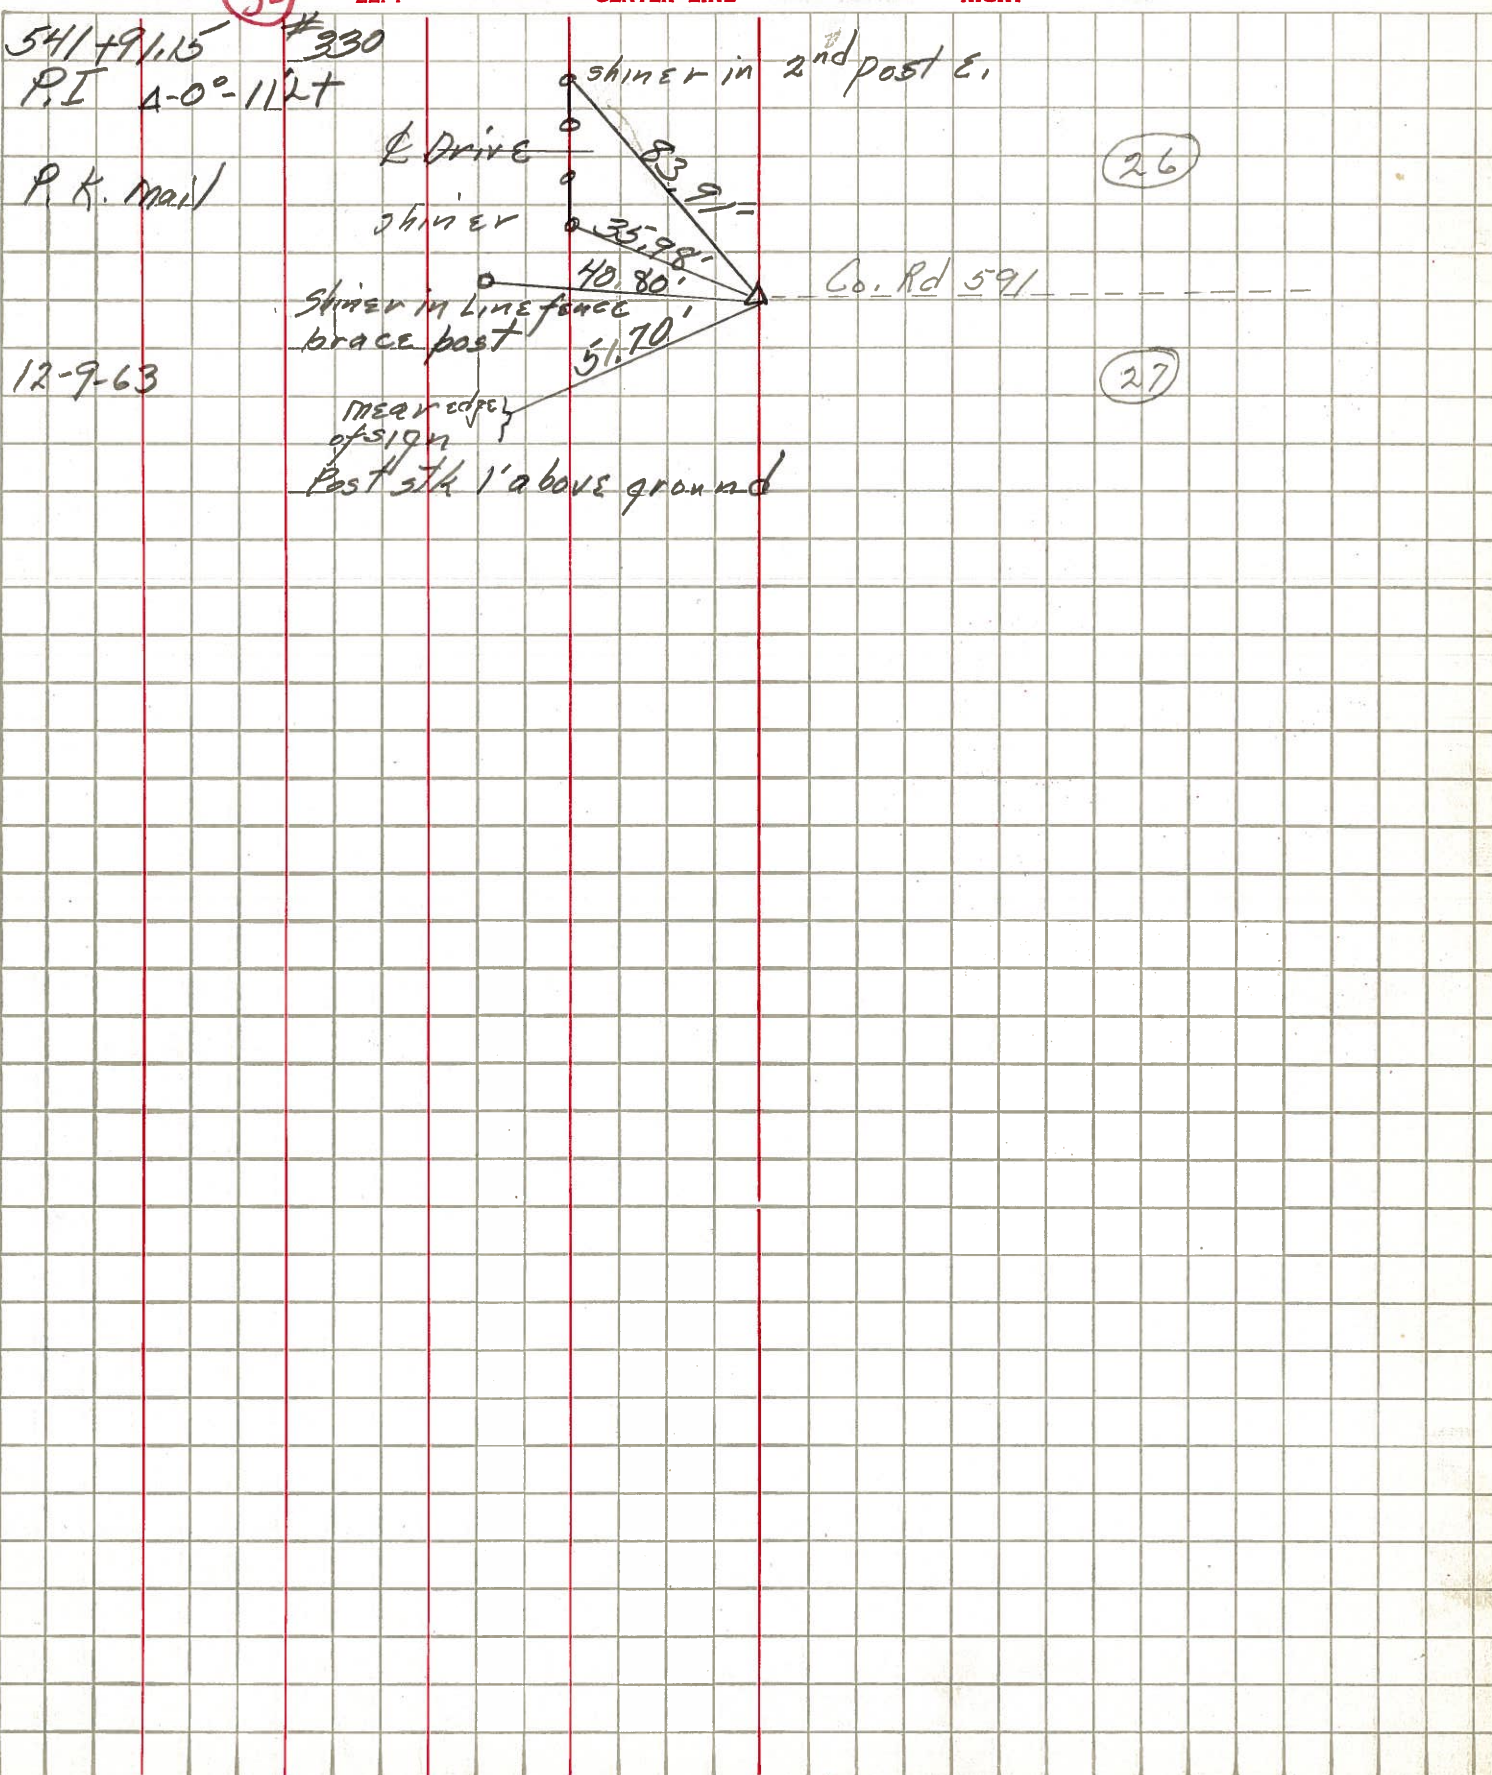 541+91.15 #330
P.I Δ-0°-11' Lt
P.K. nail
12-9-63
shiner in 2nd post E.
℄ Drive
83.91
shiner
35.98'
40.80'
Shiner in Line fence
brace post
51.70'
near edge
of sign
Post stk 1' above ground
Co. Rd 591
26
27